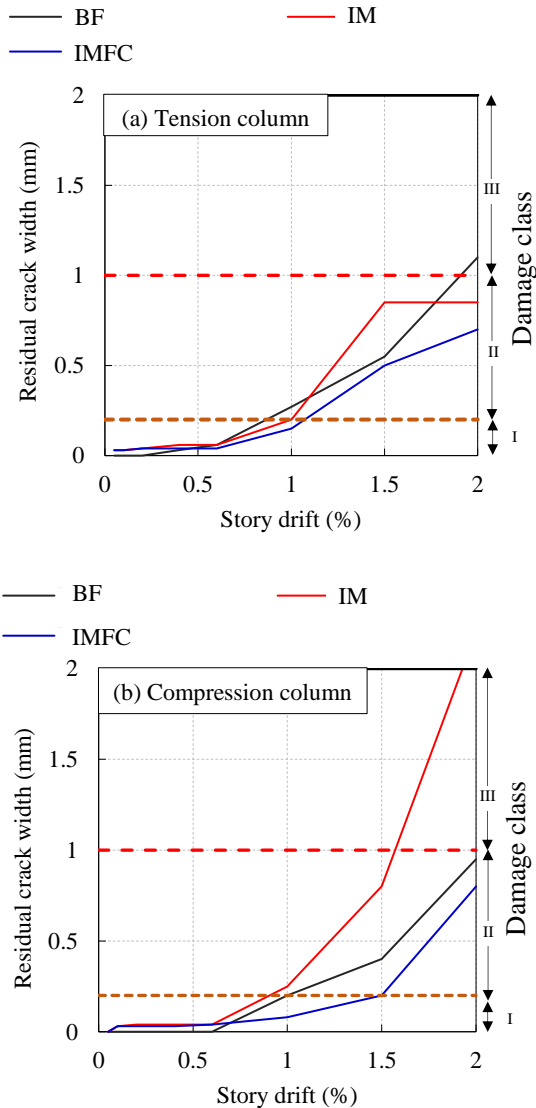 BF
IM
IMFC
(a) Tension column
Residual crack width (mm)
2
1.5
1
0.5
0
0
0.5
1
1.5
2
Story drift (%)
III
II
I
Damage class
BF
IM
IMFC
(b) Compression column
Residual crack width (mm)
2
1.5
1
0.5
0
0
0.5
1
1.5
2
Story drift (%)
III
II
I
Damage class